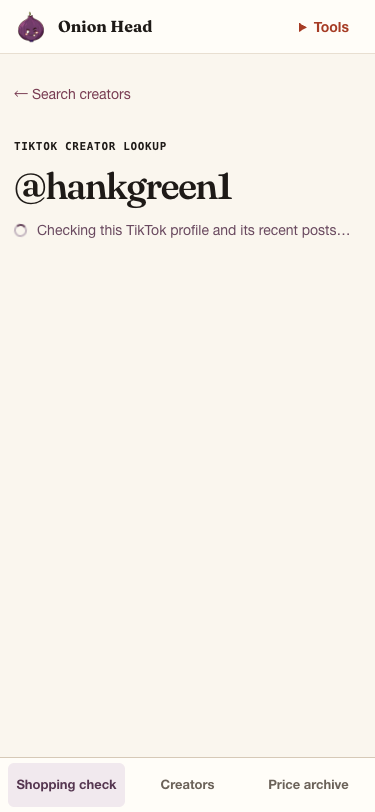 Onion Head
▶ Tools
← Search creators
TIKTOK CREATOR LOOKUP
@hankgreen1
Checking this TikTok profile and its recent posts…
Shopping check
Creators
Price archive